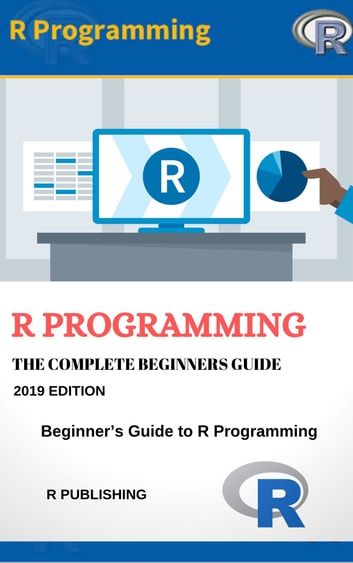 R Programming
R
R
R PROGRAMMING
THE COMPLETE BEGINNERS GUIDE
2019 EDITION
Beginner's Guide to R Programming
R PUBLISHING
R